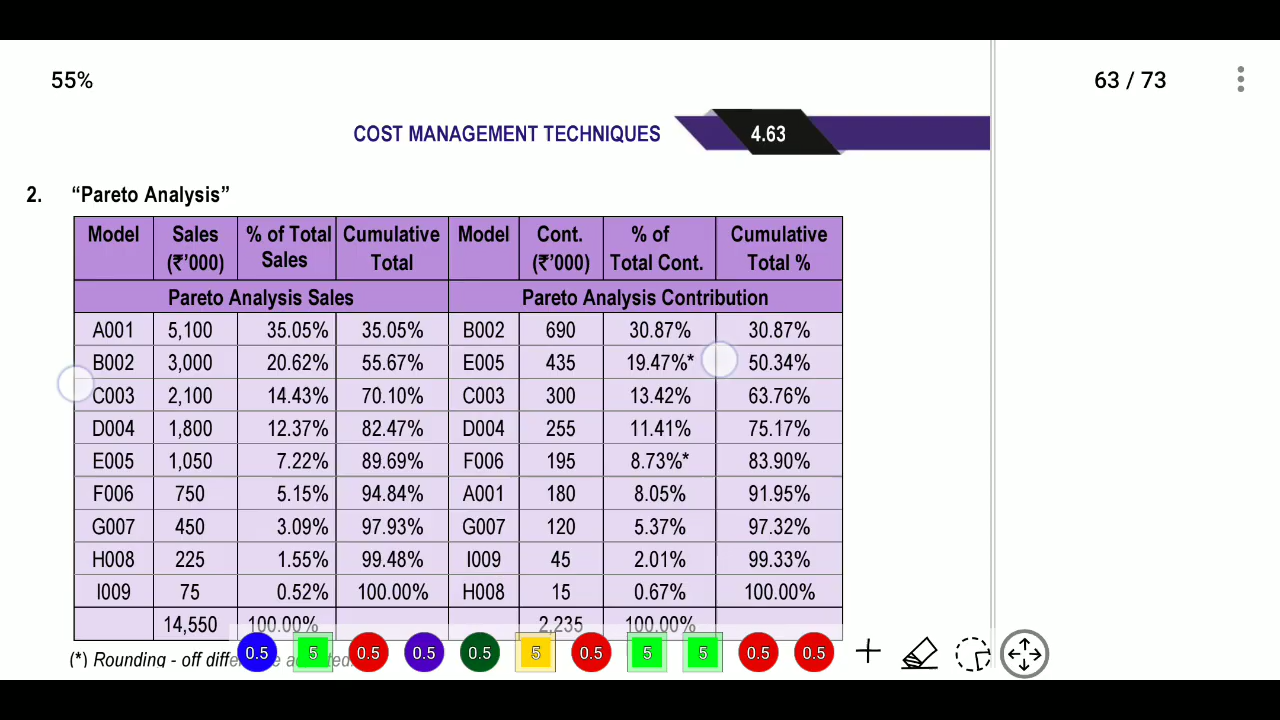 55%
63 / 73
COST MANAGEMENT TECHNIQUES 4.63
2. “Pareto Analysis”
Model Sales (₹’000) % of Total Sales Cumulative Total Model Cont. (₹’000) % of Total Cont. Cumulative Total %
Pareto Analysis Sales Pareto Analysis Contribution
A001 5,100 35.05% 35.05% B002 690 30.87% 30.87%
B002 3,000 20.62% 55.67% E005 435 19.47%* 50.34%
C003 2,100 14.43% 70.10% C003 300 13.42% 63.76%
D004 1,800 12.37% 82.47% D004 255 11.41% 75.17%
E005 1,050 7.22% 89.69% F006 195 8.73%* 83.90%
F006 750 5.15% 94.84% A001 180 8.05% 91.95%
G007 450 3.09% 97.93% G007 120 5.37% 97.32%
H008 225 1.55% 99.48% I009 45 2.01% 99.33%
I009 75 0.52% 100.00% H008 15 0.67% 100.00%
14,550 100.00% 2,235 100.00%
(*) Rounding - off
0.5 5 0.5 0.5 0.5 5 0.5 5 5 0.5 0.5